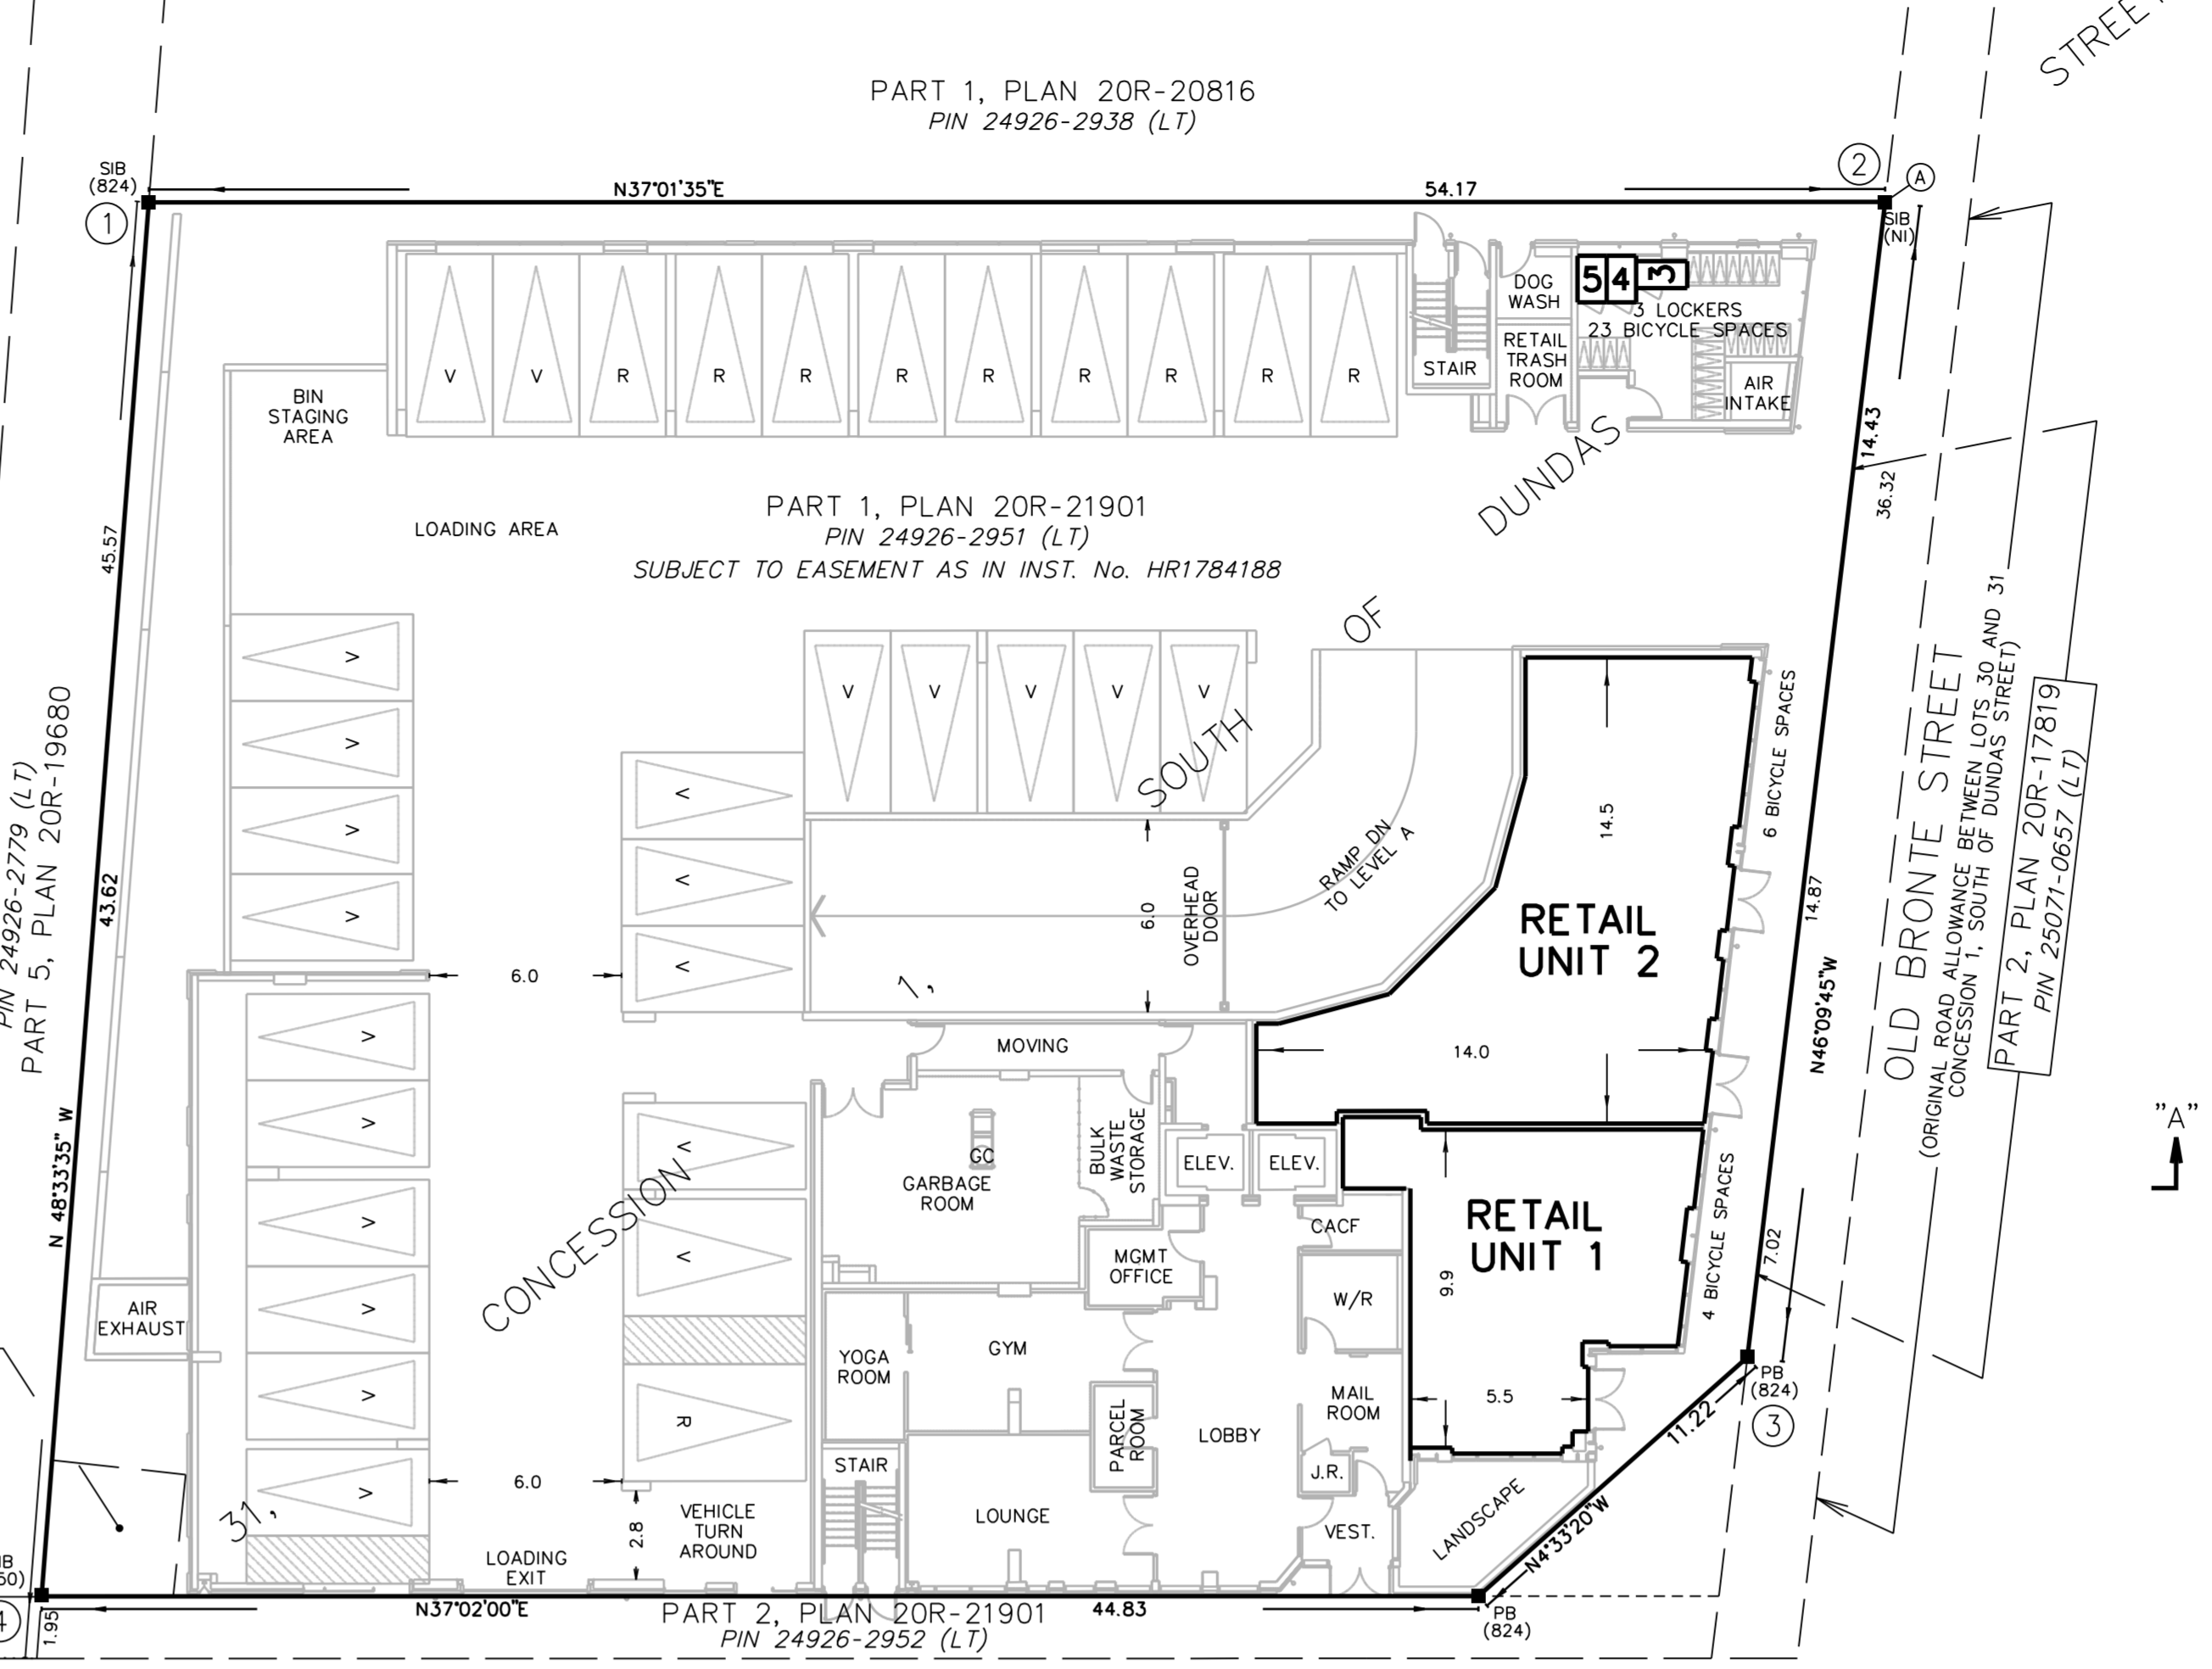 STREET
PART 1, PLAN 20R-20816
PIN 24926-2938 (LT)
SIB
(824)
1
N37°01'35"E
54.17
2
A
SIB
(NI)
DOG
WASH
5
4
3
3 LOCKERS
23 BICYCLE SPACES
V
V
R
R
R
R
R
R
R
R
R
STAIR
RETAIL
TRASH
ROOM
AIR
INTAKE
BIN
STAGING
AREA
14.43
36.32
DUNDAS
LOADING AREA
PART 1, PLAN 20R-21901
PIN 24926-2951 (LT)
SUBJECT TO EASEMENT AS IN INST. No. HR1784188
45.57
OF
V
V
V
V
V
V
V
V
V
SOUTH
6 BICYCLE SPACES
OLD BRONTE STREET
(ORIGINAL ROAD ALLOWANCE BETWEEN LOTS 30 AND 31
CONCESSION 1, SOUTH OF DUNDAS STREET)
PART 2, PLAN 20R-17819
PIN 25071-0657 (LT)
PIN 24926-2779 (LT)
PART 5, PLAN 20R-19680
43.62
V
V
V
14.5
RAMP DN
TO LEVEL A
6.0
OVERHEAD
DOOR
RETAIL
UNIT 2
14.87
6.0
1,
N46°09'45"W
MOVING
14.0
"A"
V
V
V
V
V
V
V
V
R
N 48°33'35" W
CONCESSION
GC
GARBAGE
ROOM
BULK
WASTE
STORAGE
ELEV.
ELEV.
4 BICYCLE SPACES
RETAIL
UNIT 1
CACF
MGMT
OFFICE
7.02
9.9
AIR
EXHAUST
W/R
YOGA
ROOM
GYM
MAIL
ROOM
5.5
PB
(824)
3
11.22
PARCEL
ROOM
LOBBY
STAIR
J.R.
31,
6.0
2.8
VEHICLE
TURN
AROUND
LOUNGE
VEST.
LANDSCAPE
N4°33'20"W
LOADING
EXIT
N37°02'00"E
PART 2, PLAN 20R-21901
PIN 24926-2952 (LT)
44.83
PB
(824)
1.95
4